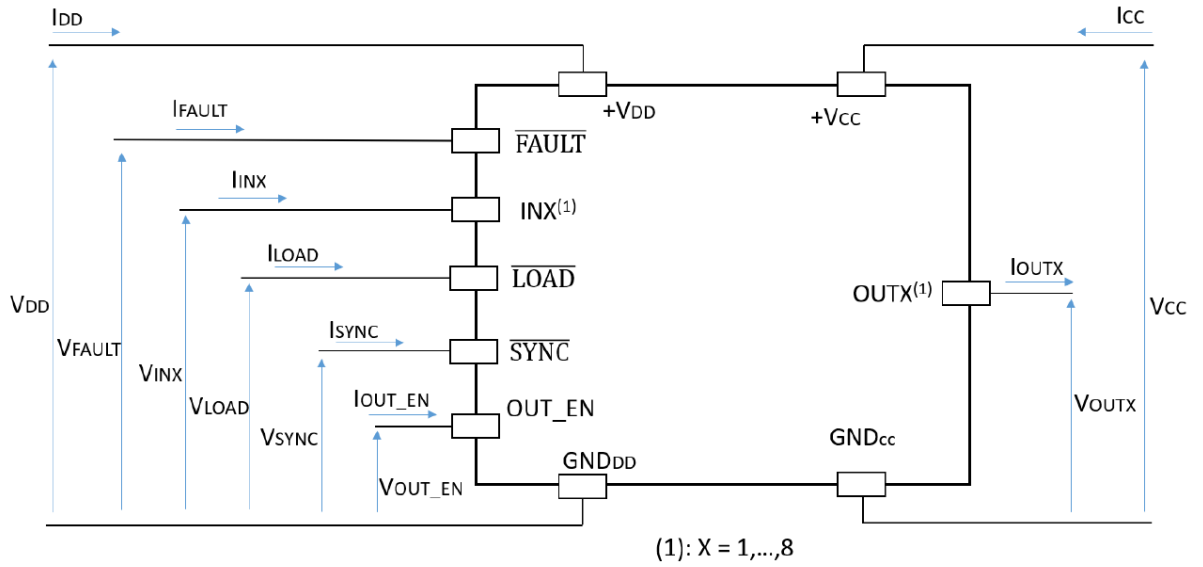 IDD
ICC
+VDD
+VCC
IFAULT
FAULT
IINX
INX(1)
ILOAD
LOAD
OUTX(1)
IOUTX
VDD
VCC
VFAULT
ISYNC
SYNC
VINX
VLOAD
IOUT_EN
OUT_EN
VOUTX
VSYNC
GNDcc
GNDDD
VOUT_EN
(1): X = 1,...,8